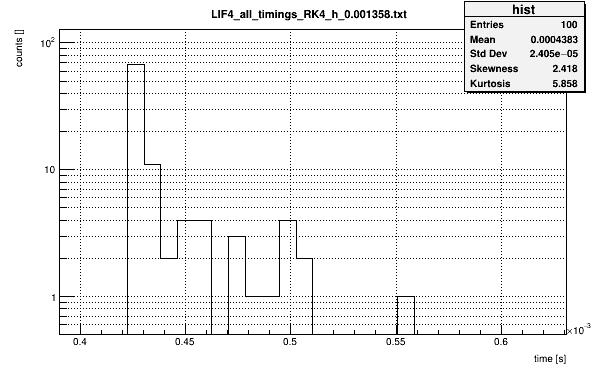 LIF4_all_timings_RK4_h_0.001358.txt
hist
Entries 100
Mean 0.0004383
Std Dev 2.405e−05
Skewness 2.418
Kurtosis 5.858
counts []
10²
10
1
0.4 0.45 0.5 0.55 0.6
×10⁻³
time [s]